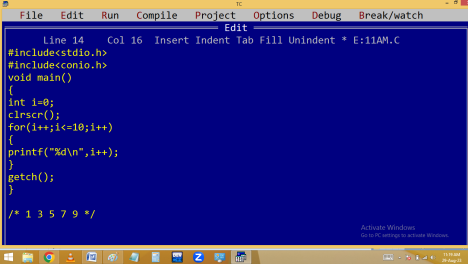 TC
File Edit Run Compile Project Options Debug Break/watch
Edit
Line 14 Col 16 Insert Indent Tab Fill Unindent * E:11AM.C
#include<stdio.h>
#include<conio.h>
void main()
{
int i=0;
clrscr();
for(i++;i<=10;i++)
{
printf("%d\n",i++);
}
getch();
}
/* 1 3 5 7 9 */
Activate Windows
Go to PC settings to activate Windows.